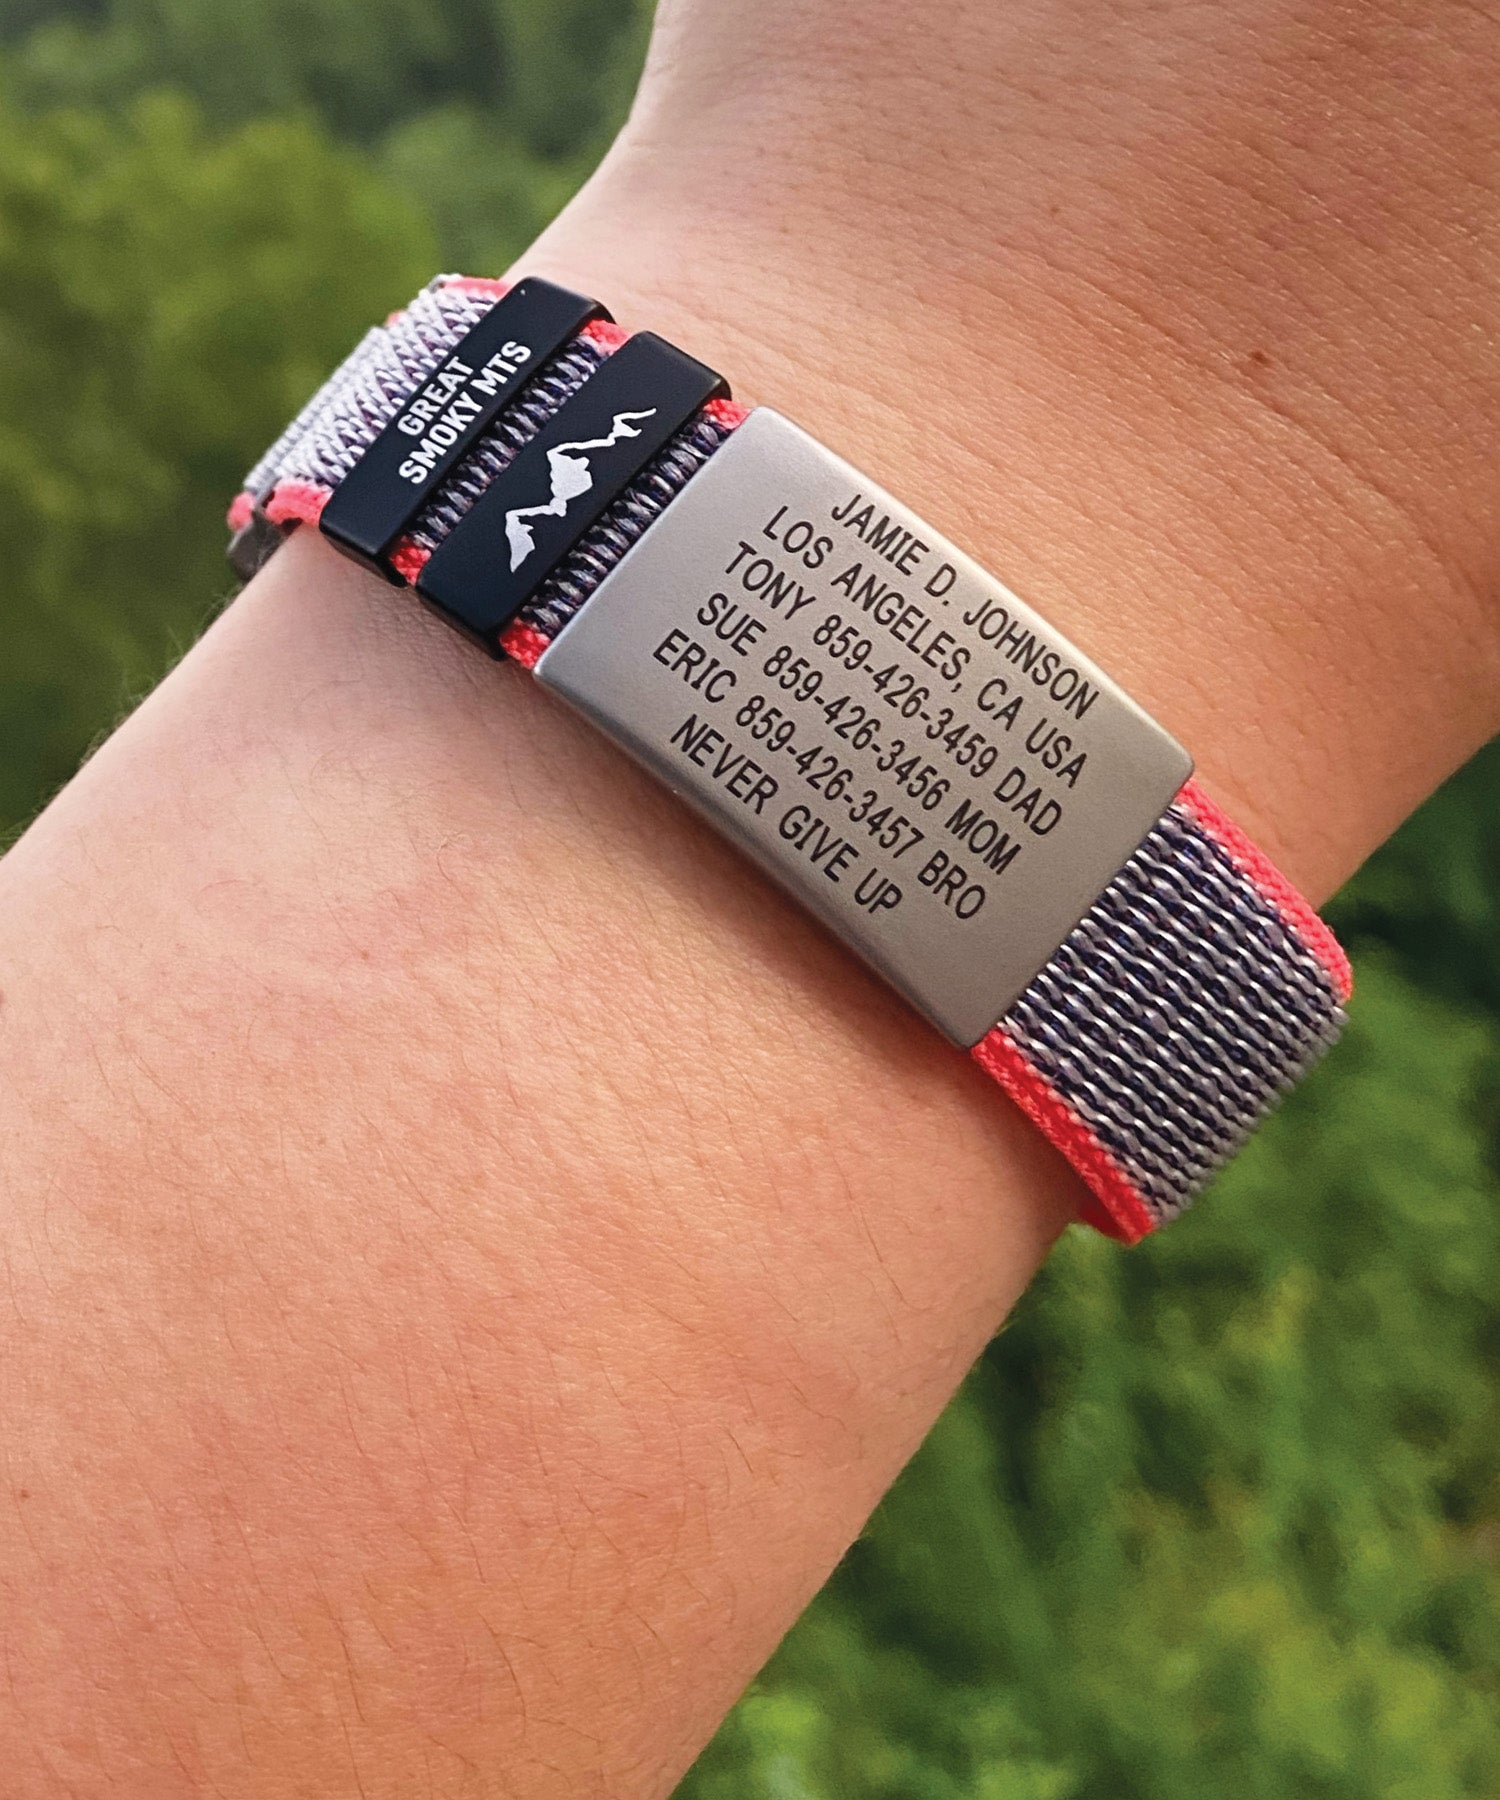 GREAT
SMOKY MTS
JAMIE D. JOHNSON
LOS ANGELES, CA USA
TONY 859-426-3459 DAD
SUE 859-426-3456 MOM
ERIC 859-426-3457 BRO
NEVER GIVE UP